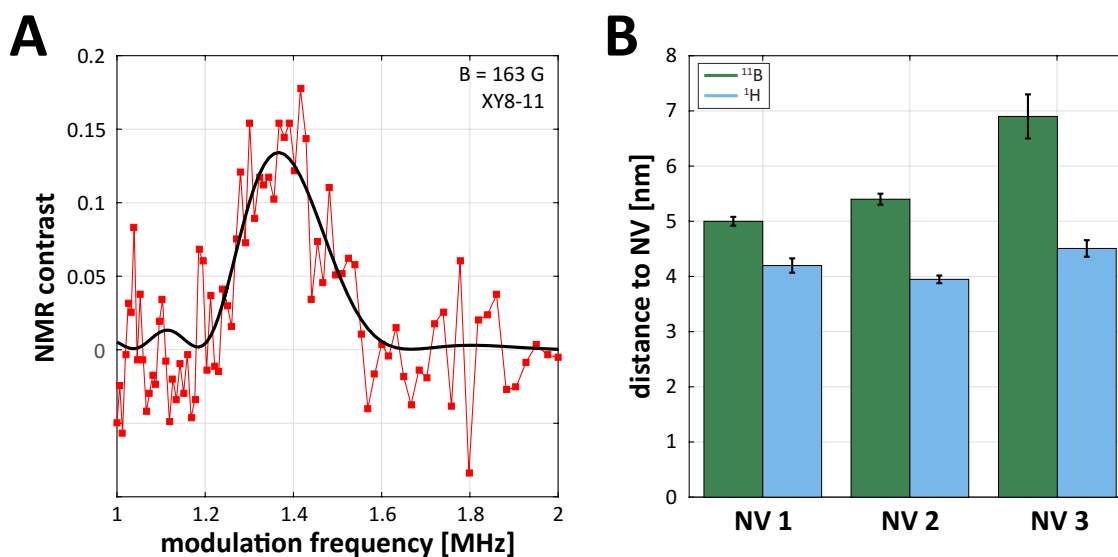 A
B = 163 G
XY8-11
NMR contrast
0.2
0.15
0.1
0.05
0
1
1.2
1.4
1.6
1.8
2
modulation frequency [MHz]
B
¹¹B
¹H
distance to NV [nm]
8
7
6
5
4
3
2
1
0
NV 1
NV 2
NV 3